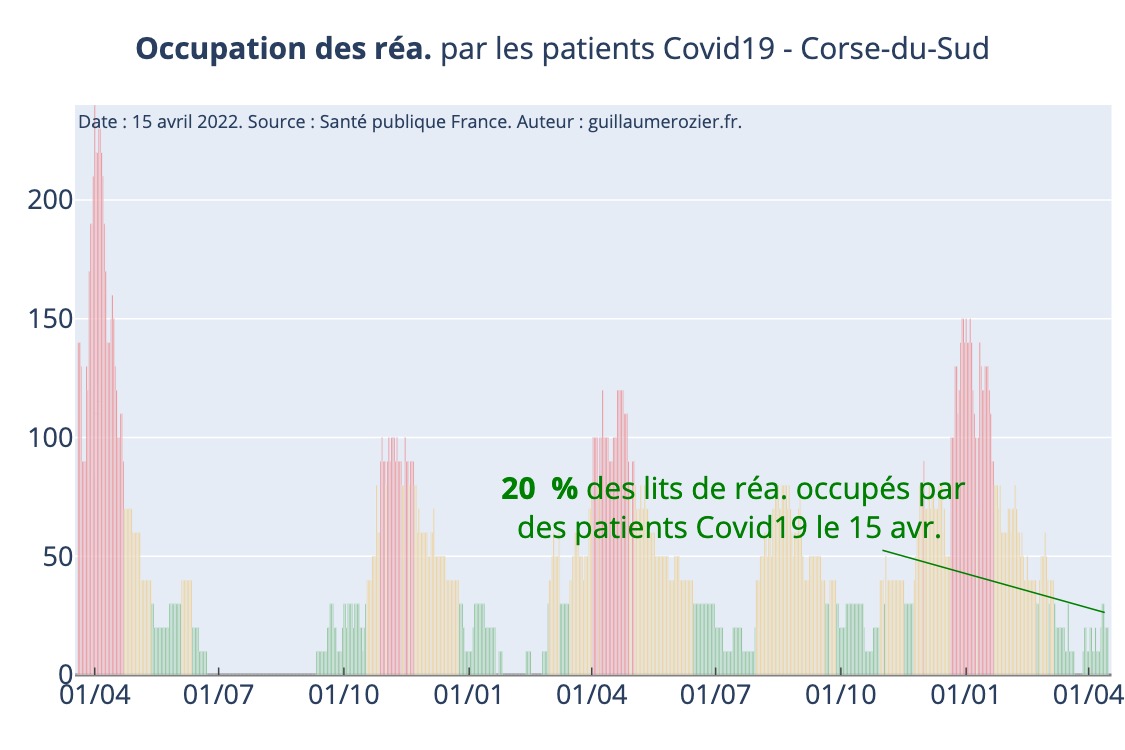 Occupation des réa. par les patients Covid19 - Corse-du-Sud
Date : 15 avril 2022. Source : Santé publique France. Auteur : guillaumerozier.fr.
200
150
100
20 % des lits de réa. occupés par
des patients Covid19 le 15 avr.
50
0
01/04 01/07 01/10 01/01 01/04 01/07 01/10 01/01 01/04